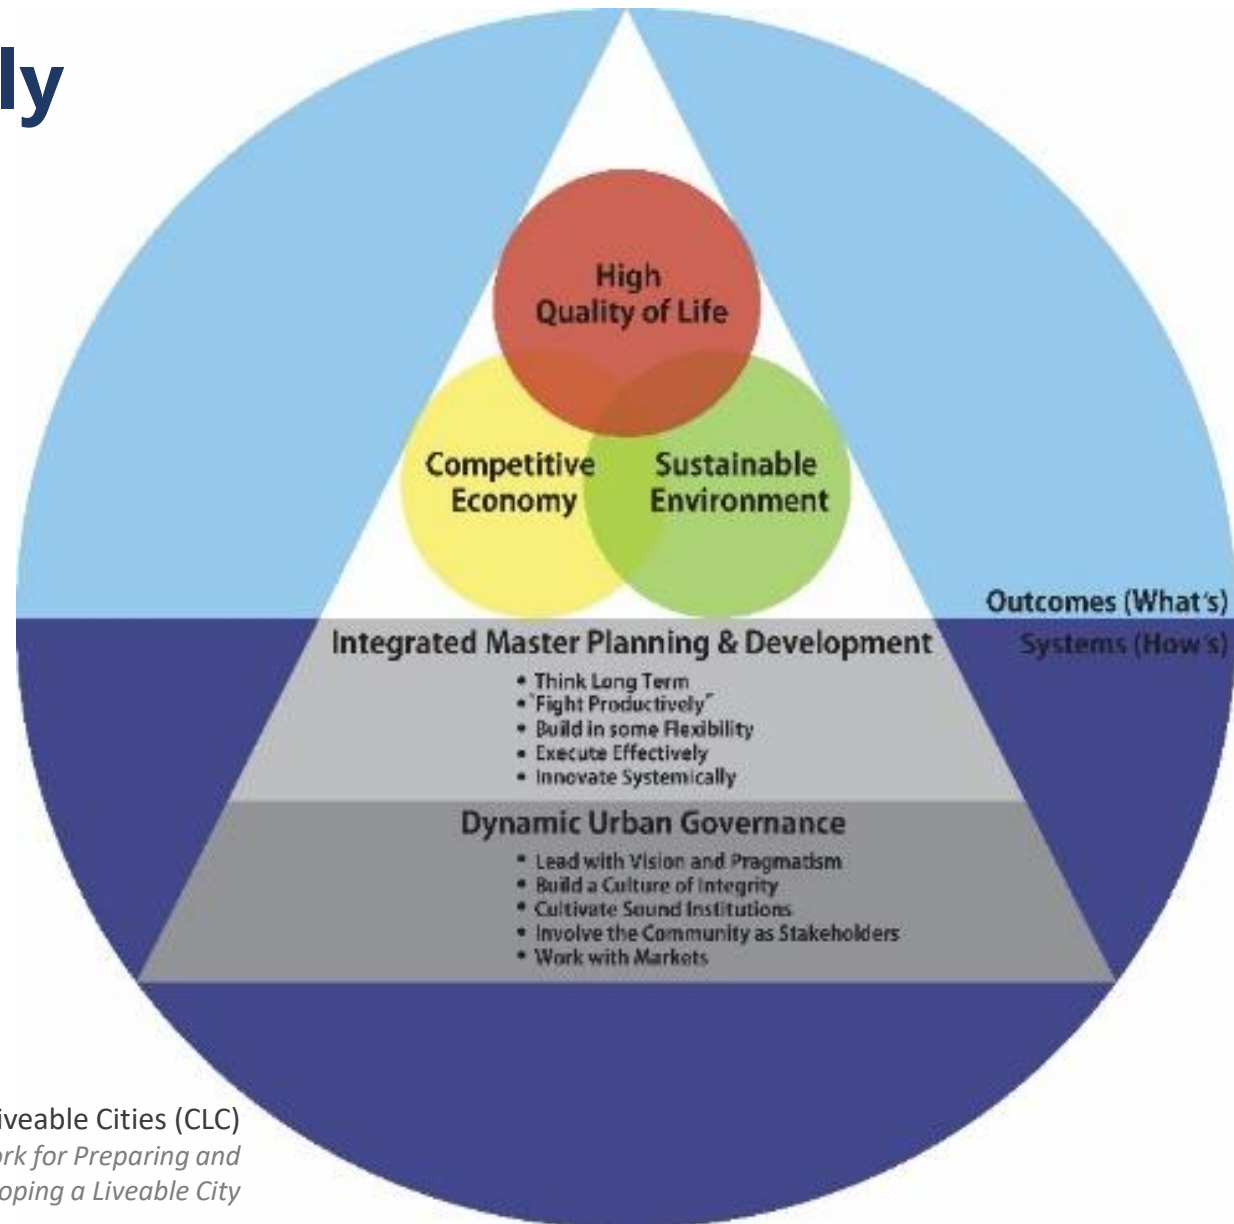 ly
High
Quality of Life
Competitive
Economy
Sustainable
Environment
Outcomes (What's)
Systems (How's)
Integrated Master Planning & Development
• Think Long Term
• "Fight Productively"
• Build in some Flexibility
• Execute Effectively
• Innovate Systemically
Dynamic Urban Governance
• Lead with Vision and Pragmatism
• Build a Culture of Integrity
• Cultivate Sound Institutions
• Involve the Community as Stakeholders
• Work with Markets
iveable Cities (CLC)
ork for Preparing and
oping a Liveable City